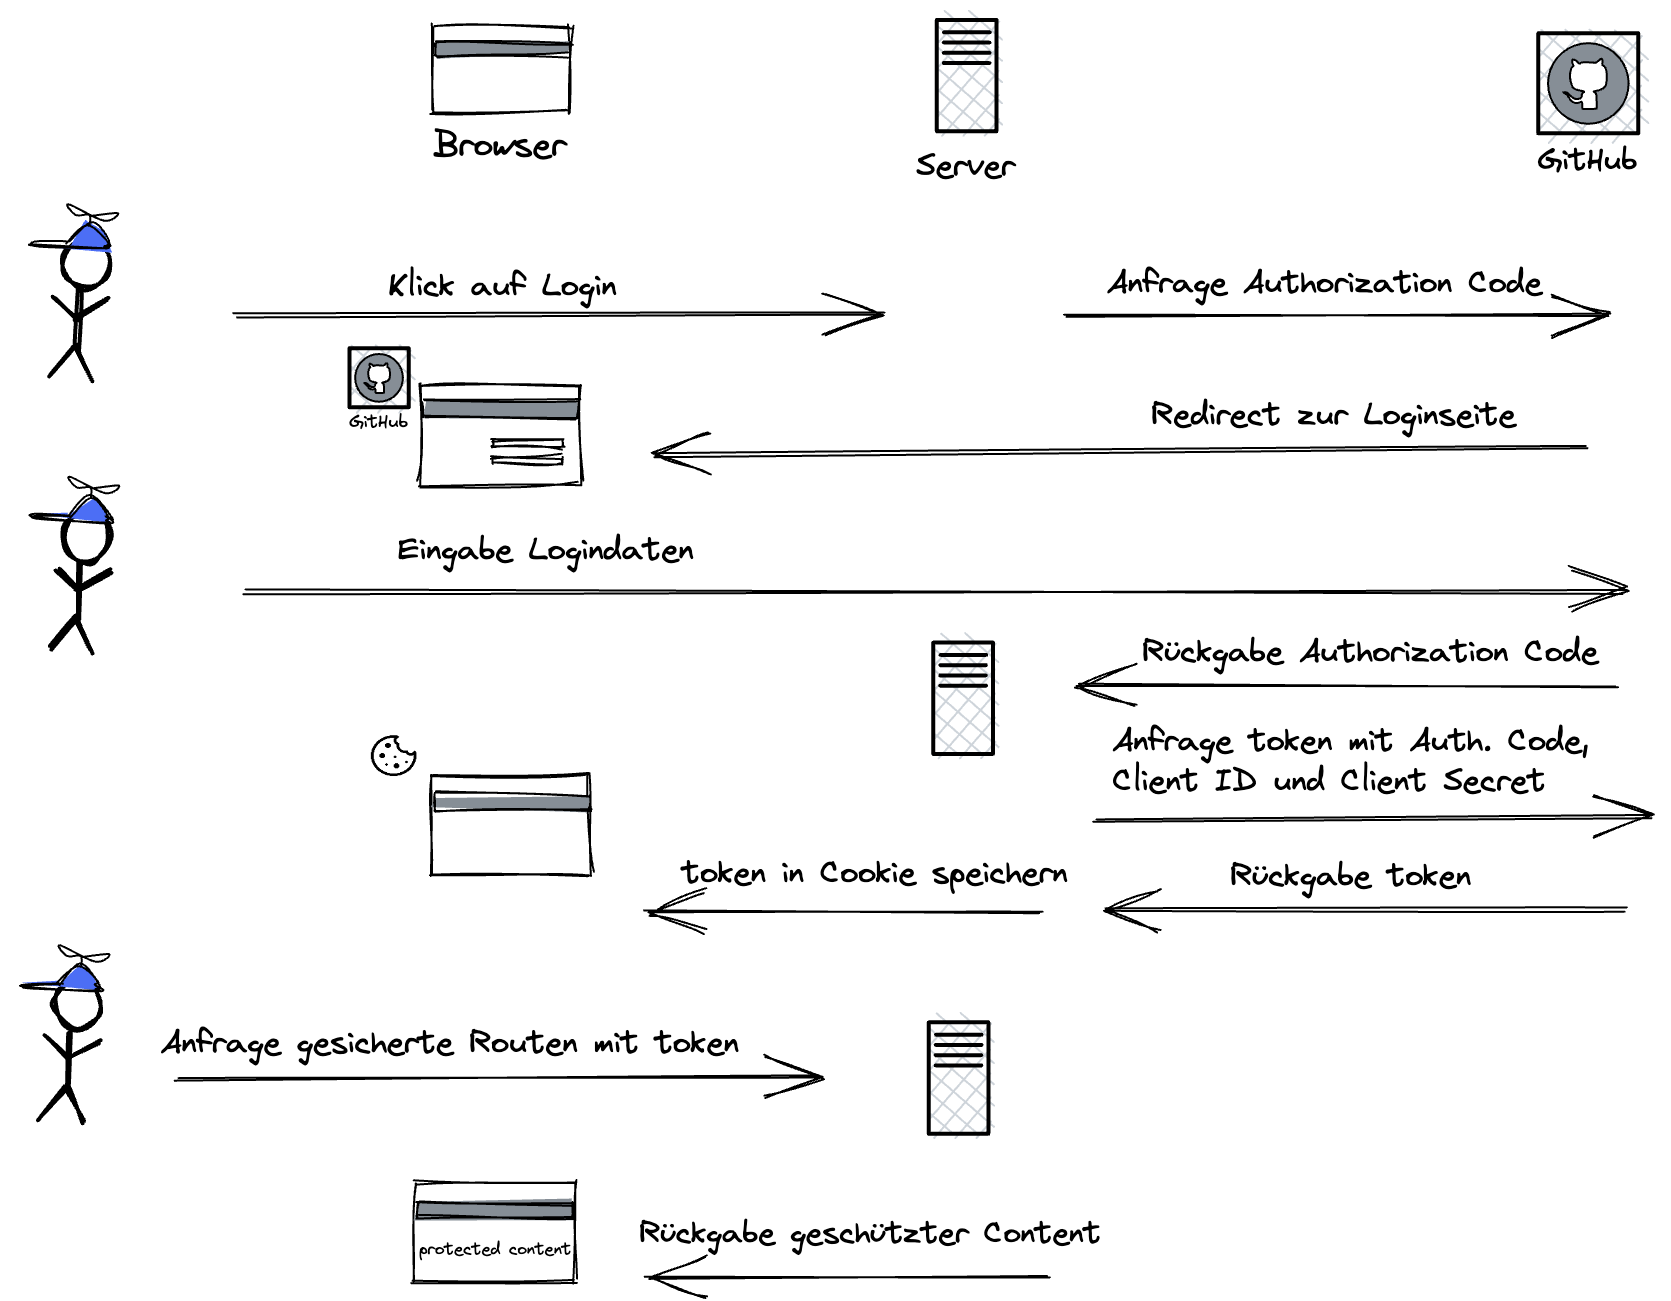 Browser
Server
GitHub
Klick auf Login
Anfrage Authorization Code
GitHub
Redirect zur Loginseite
Eingabe Logindaten
Rückgabe Authorization Code
Anfrage token mit Auth. Code,
Client ID und Client Secret
token in Cookie speichern
Rückgabe token
Anfrage gesicherte Routen mit token
Rückgabe geschützter Content
protected content